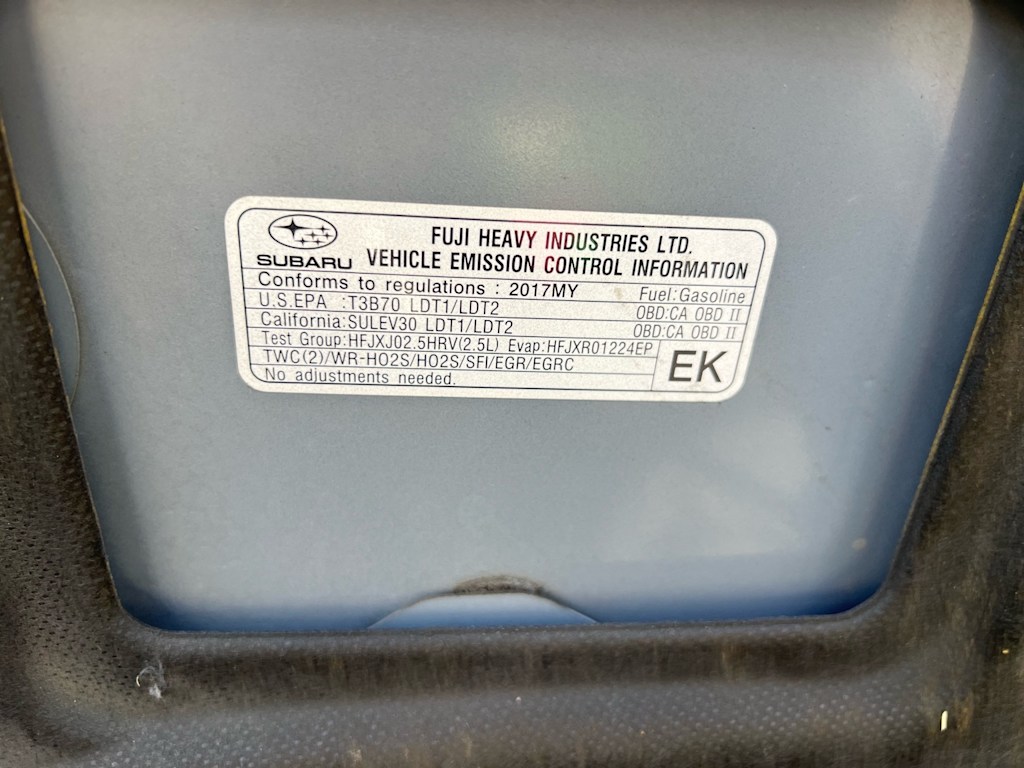 SUBARU
FUJI HEAVY INDUSTRIES LTD.
VEHICLE EMISSION CONTROL INFORMATION
Conforms to regulations : 2017MY Fuel:Gasoline
U.S.EPA :T3B70 LDT1/LDT2 OBD:CA OBD II
California:SULEV30 LDT1/LDT2 OBD:CA OBD II
Test Group:HFJXJ02.5HRV(2.5L) Evap:HFJXR01224EP
TWC(2)/WR-HO2S/HO2S/SFI/EGR/EGRC
No adjustments needed.
EK